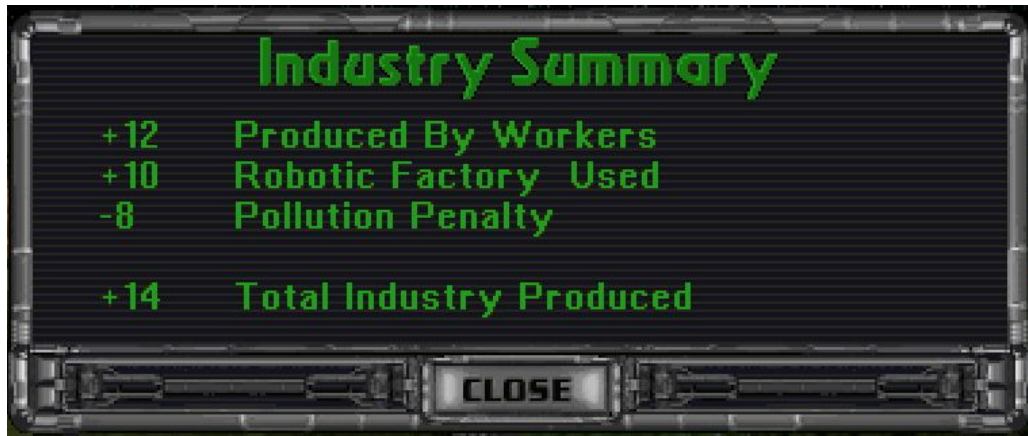 Industry Summary
+12 Produced By Workers
+10 Robotic Factory Used
-8 Pollution Penalty
+14 Total Industry Produced
CLOSE